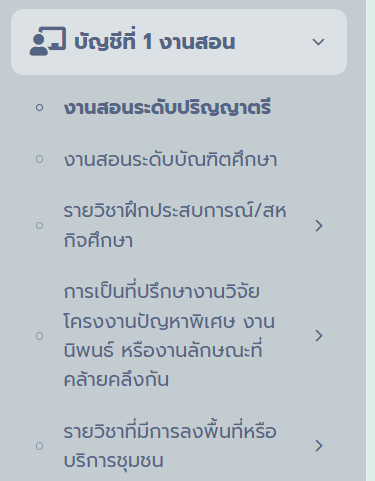 บัญชีที่ 1 งานสอน
งานสอนระดับปริญญาตรี
งานสอนระดับบัณฑิตศึกษา
รายวิชาฝึกประสบการณ์/สห
กิจศึกษา
การเป็นที่ปรึกษางานวิจัย
โครงงานปัญหาพิเศษ งาน
นิพนธ์ หรืองานลักษณะที่
คล้ายคลึงกัน
รายวิชาที่มีการลงพื้นที่หรือ
บริการชุมชน